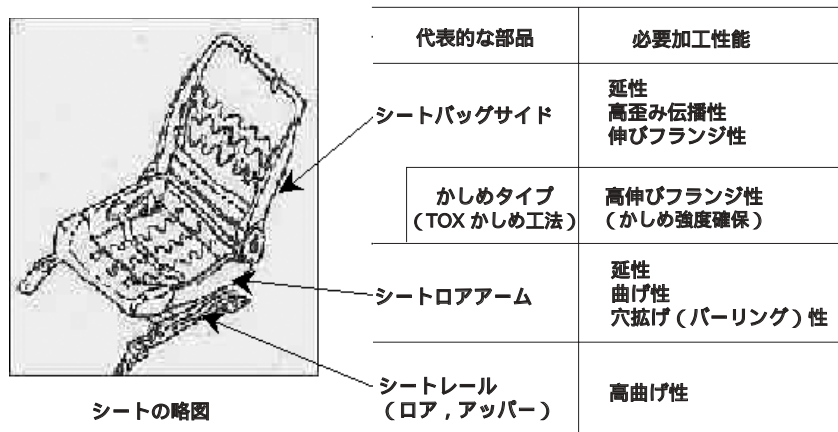 代表的な部品 必要加工性能
シートバッグサイド
延性
高歪み伝播性
伸びフランジ性
かしめタイプ
（TOX かしめ工法）
高伸びフランジ性
（かしめ強度確保）
シートロアアーム
延性
曲げ性
穴拡げ（バーリング）性
シートレール
（ロア，アッパー）
高曲げ性
シートの略図